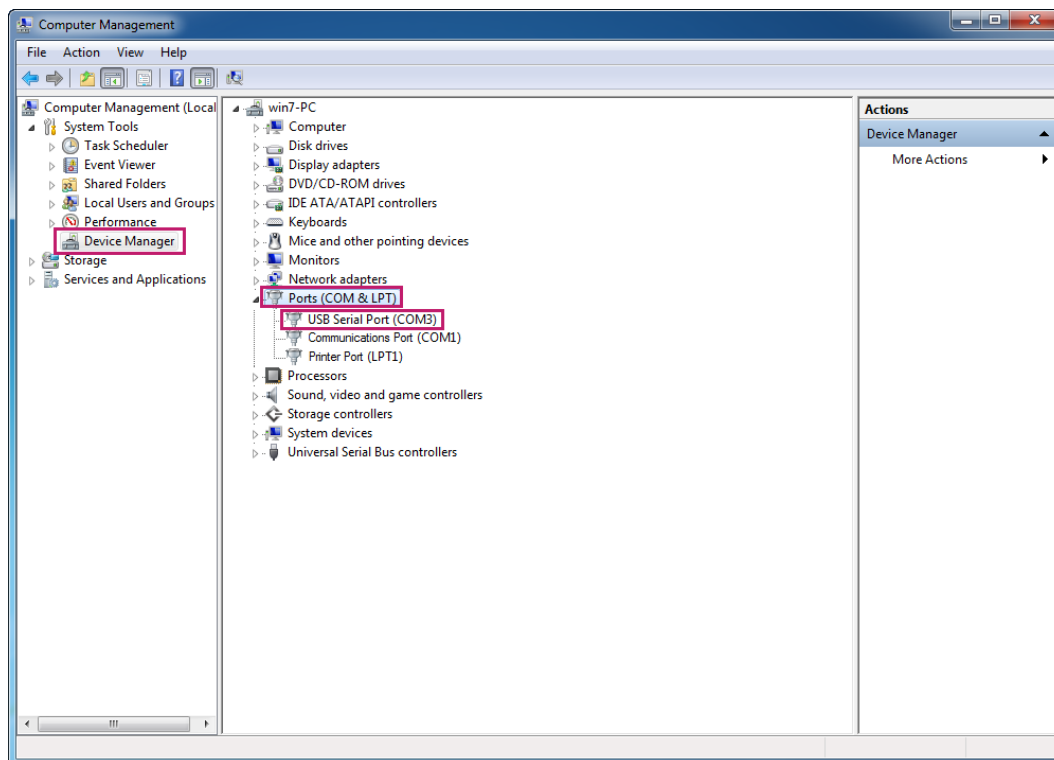 Computer Management
File Action View Help
Computer Management (Local
System Tools
Task Scheduler
Event Viewer
Shared Folders
Local Users and Groups
Performance
Device Manager
Storage
Services and Applications
win7-PC
Computer
Disk drives
Display adapters
DVD/CD-ROM drives
IDE ATA/ATAPI controllers
Keyboards
Mice and other pointing devices
Monitors
Network adapters
Ports (COM & LPT)
USB Serial Port (COM3)
Communications Port (COM1)
Printer Port (LPT1)
Processors
Sound, video and game controllers
Storage controllers
System devices
Universal Serial Bus controllers
Actions
Device Manager
More Actions